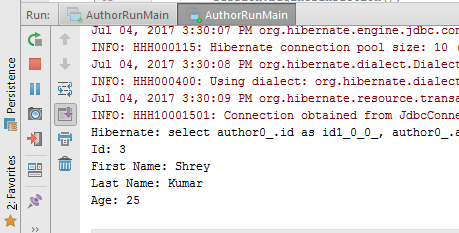 Run: AuthorRunMain AuthorRunMain
Jul 04, 2017 3:30:07 PM org.hibernate.engine.jdbc.con
INFO: HHH000115: Hibernate connection pool size: 10
Jul 04, 2017 3:30:08 PM org.hibernate.dialect.Dialect
INFO: HHH000400: Using dialect: org.hibernate.dialect
Jul 04, 2017 3:30:09 PM org.hibernate.resource.transa
INFO: HHH10001501: Connection obtained from JdbcConne
Hibernate: select author0_.id as id1_0_0_, author0_.a
Id: 3
First Name: Shrey
Last Name: Kumar
Age: 25
Persistence
2: Favorites